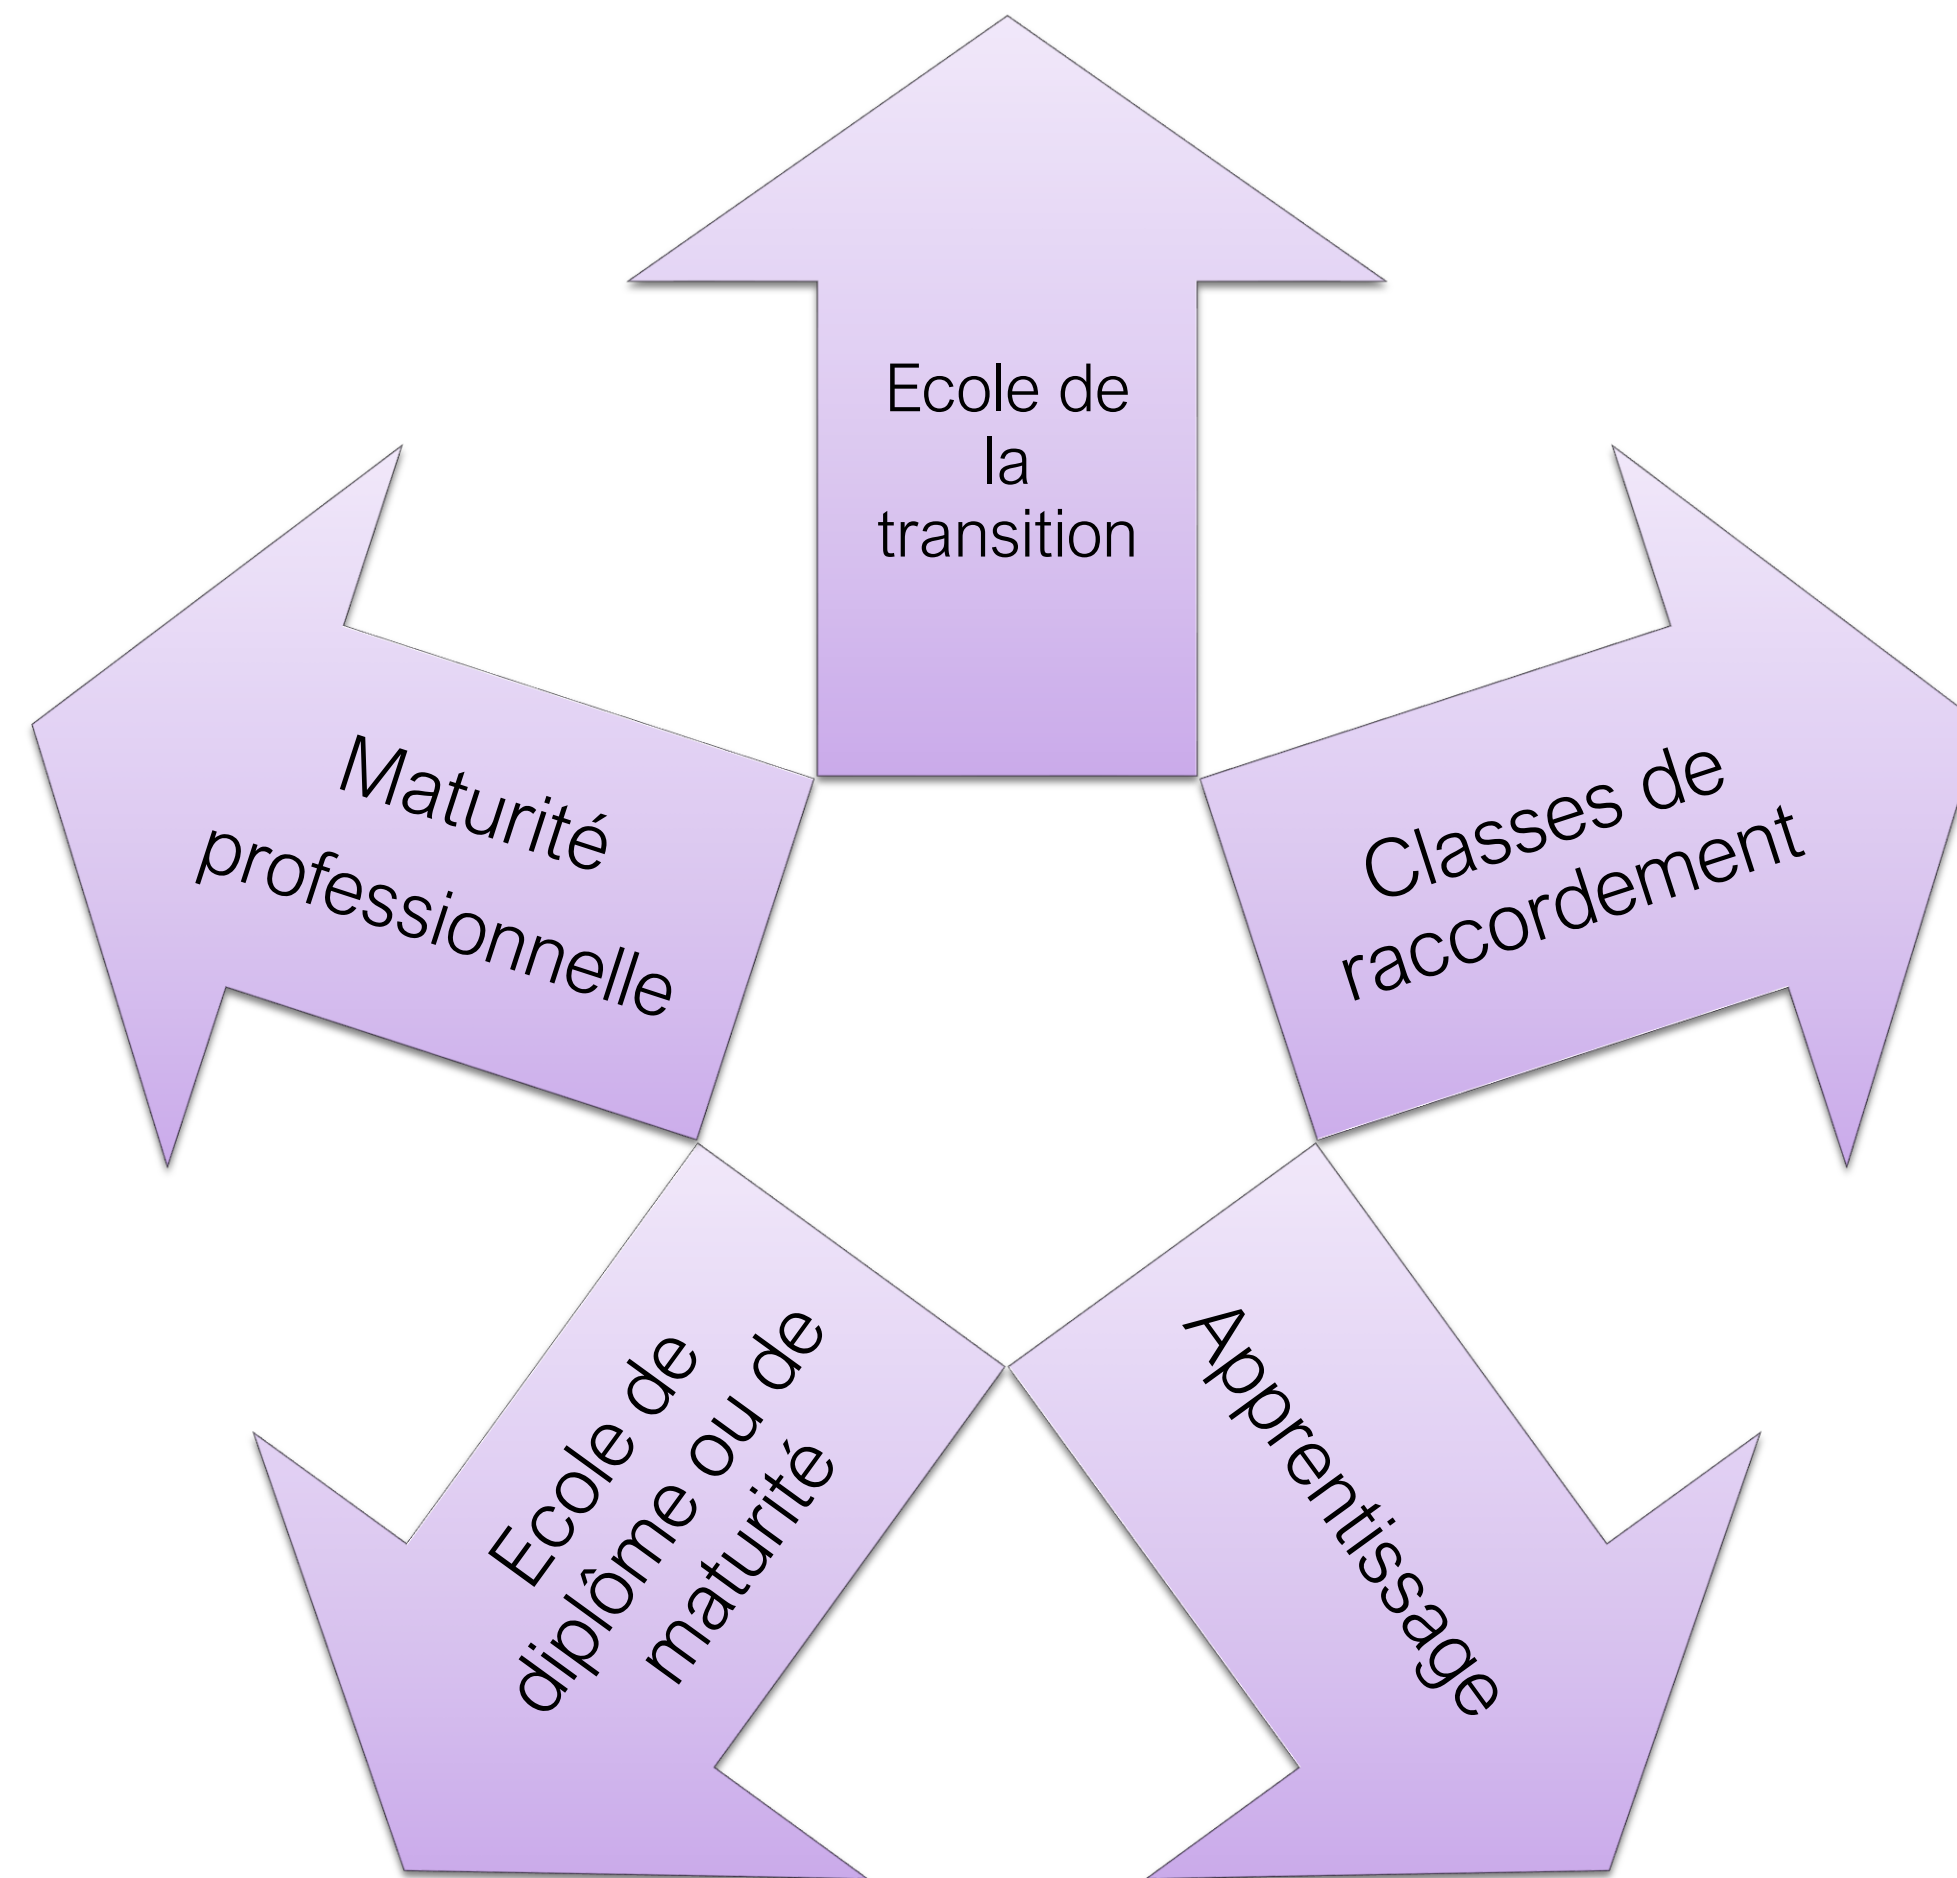 Ecole de
la
transition
Classes de
raccordement
Apprentissage
Ecole de
diplôme ou de
maturité
Maturité
professionnelle